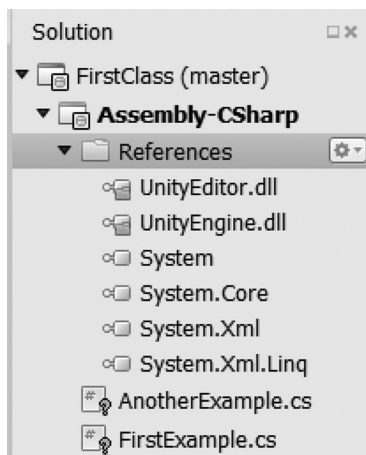 Solution
FirstClass (master)
Assembly-CSharp
References
UnityEditor.dll
UnityEngine.dll
System
System.Core
System.Xml
System.Xml.Linq
AnotherExample.cs
FirstExample.cs